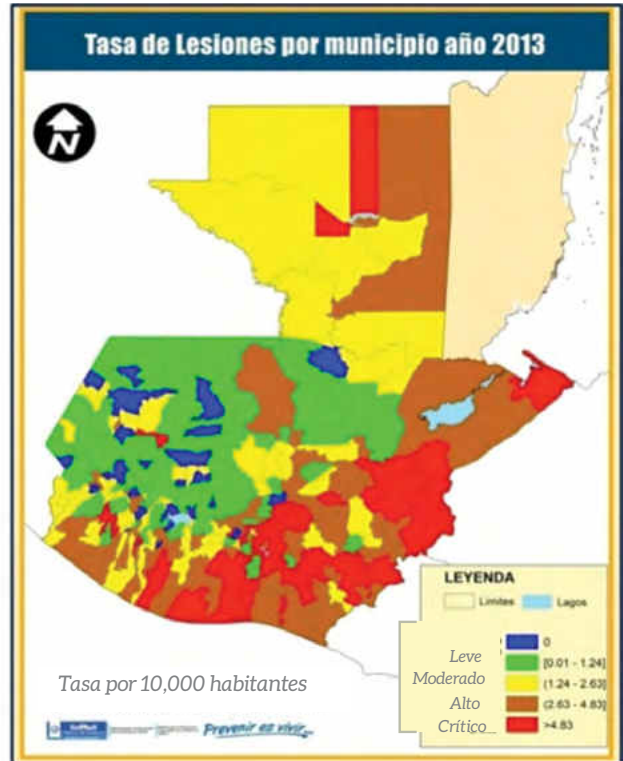 Tasa de Lesiones por municipio año 2013
N
LEYENDA
Limites Lagos
0
Leve [0.01 - 1.24]
Moderado (1.24 - 2.63]
Alto (2.63 - 4.83]
Crítico >4.83
Tasa por 10,000 habitantes
Prevenir es vivir